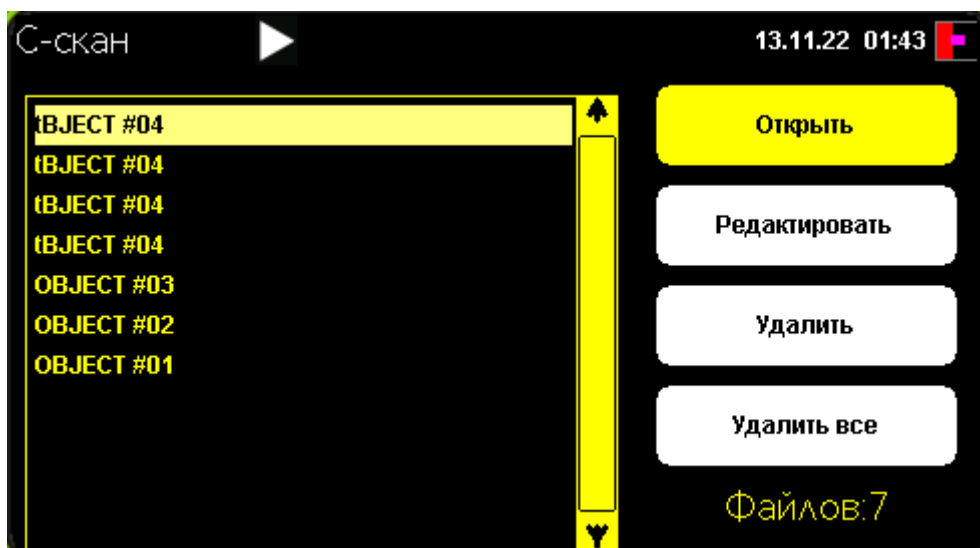 С-скан
13.11.22 01:43
tBJECT #04
tBJECT #04
tBJECT #04
tBJECT #04
OBJECT #03
OBJECT #02
OBJECT #01
Открыть
Редактировать
Удалить
Удалить все
Файлов:7